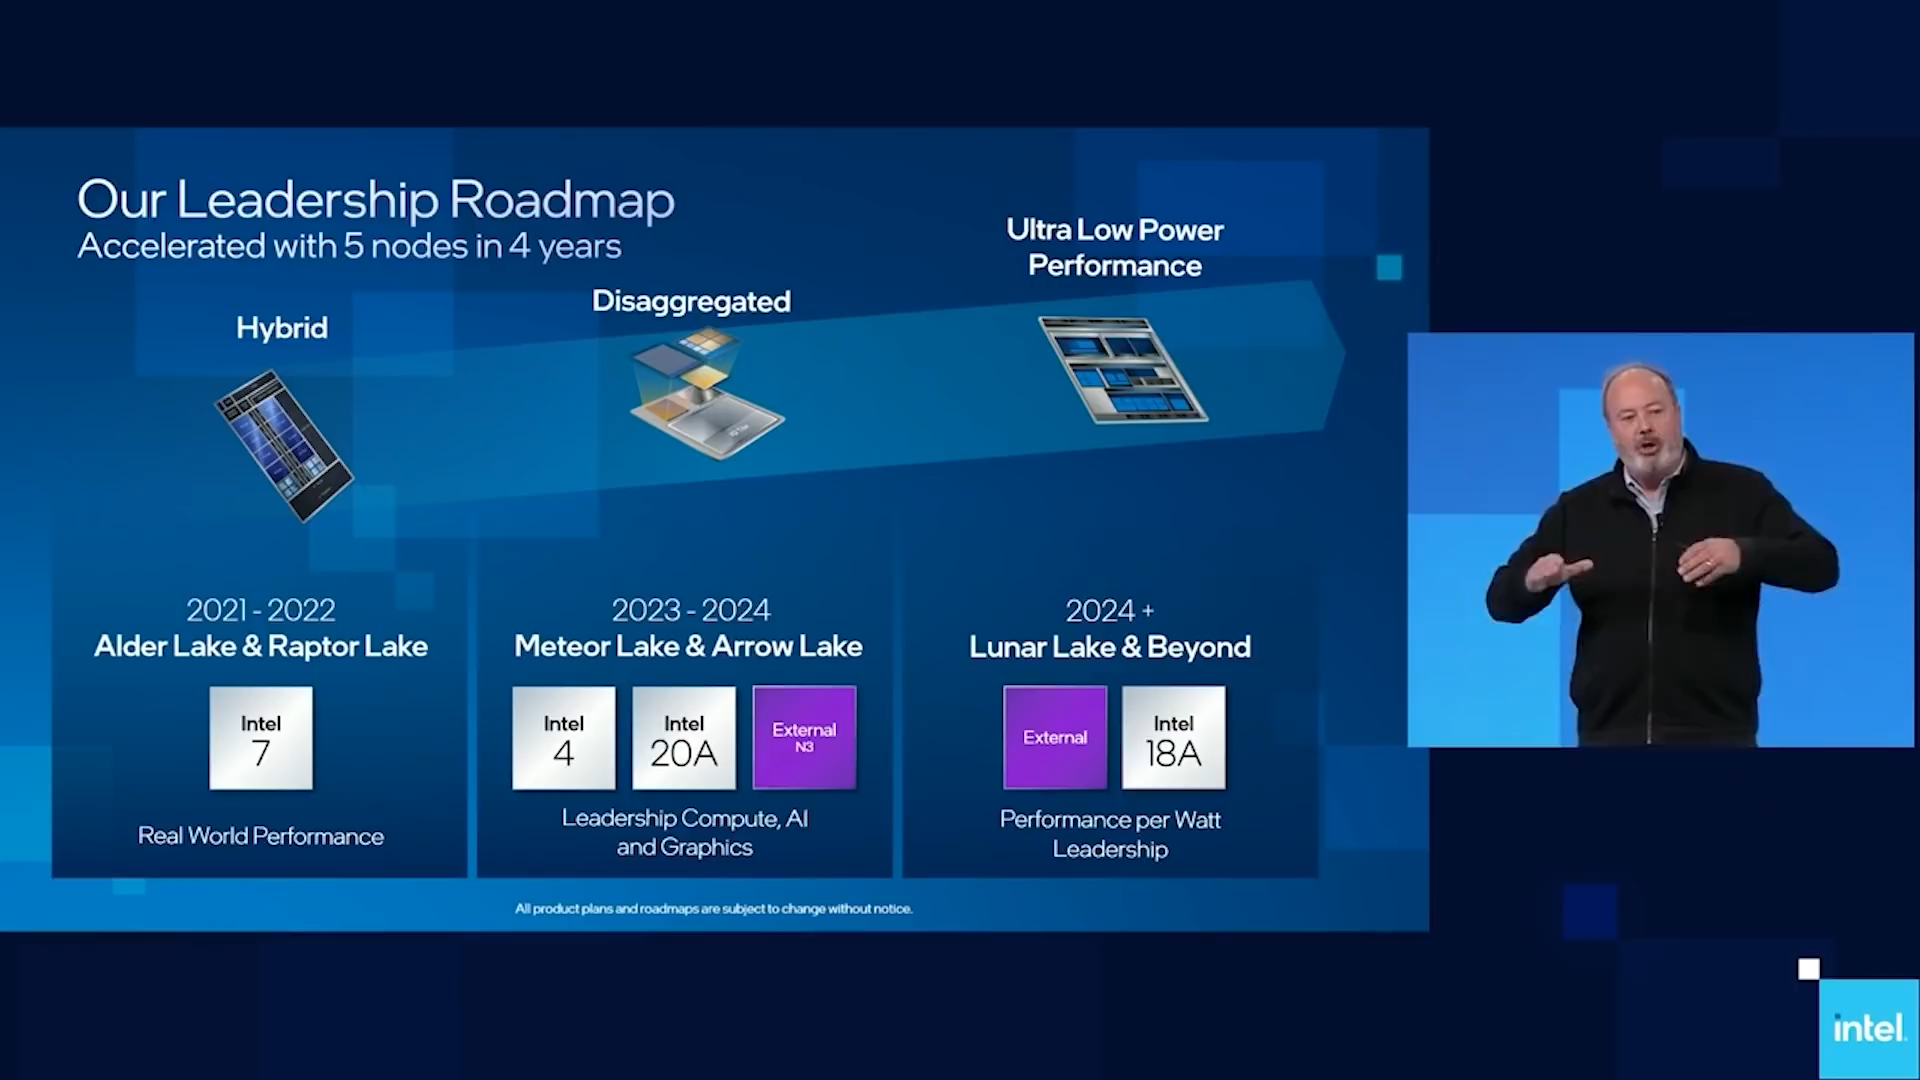 Our Leadership Roadmap
Accelerated with 5 nodes in 4 years
Hybrid
Disaggregated
Ultra Low Power
Performance
2021 - 2022
Alder Lake & Raptor Lake
Intel
7
Real World Performance
2023 - 2024
Meteor Lake & Arrow Lake
Intel
4
Intel
20A
External
N3
Leadership Compute, AI
and Graphics
2024 +
Lunar Lake & Beyond
External
Intel
18A
Performance per Watt
Leadership
All product plans and roadmaps are subject to change without notice.
intel.